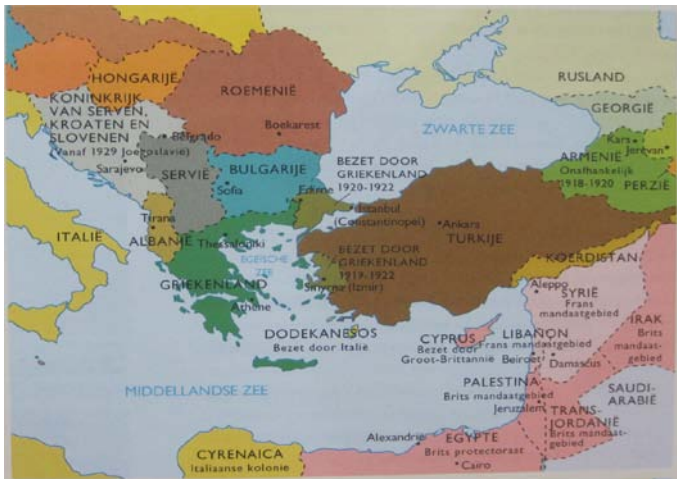 HONGARIJE
KONINKRIJK
VAN SERVEN,
KROATEN EN
SLOVENEN
(Vanaf 1929 Joegoslavië)
Belgrado
Sarajevo
SERVIË
ROEMENIË
Boekarest
RUSLAND
GEORGIË
ZWARTE ZEE
Kars
Jerevan
ARMENIË
Onafhankelijk
1918-1920
PERZIË
BULGARIJE
Sofia
BEZET DOOR
GRIEKENLAND
1920-1922
Edirne
Istanbul
(Constantinopel)
Ankara
TURKIJE
KOERDISTAN
ITALIË
Tirana
ALBANIË
Thessaloniki
EGEISCHE
ZEE
GRIEKENLAND
Athene
BEZET DOOR
GRIEKENLAND
1919-1922
Smyrna (Izmir)
DODEKANESOS
Bezet door Italië
CYPRUS
Bezet door
Groot-Brittannië
Aleppo
SYRIË
Frans
mandaatgebied
LIBANON
Frans mandaatgebied
Beiroet
Damascus
IRAK
Brits
mandaat-
gebied
MIDDELLANDSE ZEE
PALESTINA
Brits mandaatgebied
Jeruzalem
SAUDI-
ARABIË
TRANS-
JORDANIË
Brits mandaat-
gebied
Alexandrië
EGYPTE
Brits protectoraat
Cairo
CYRENAICA
Italiaanse kolonie